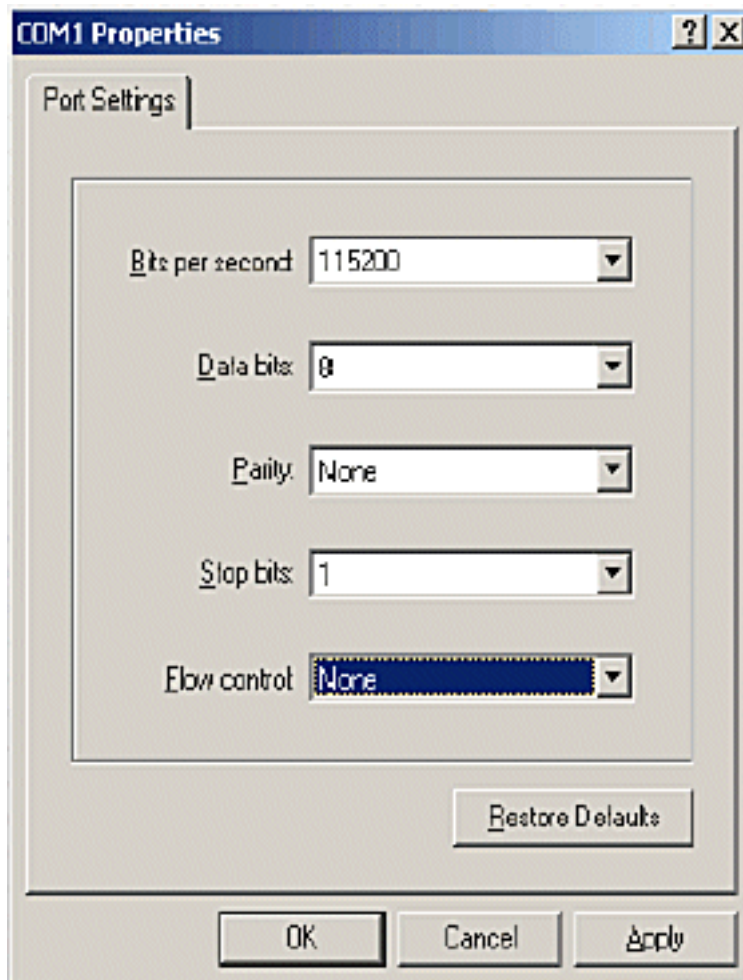 COM1 Properties
Port Settings
Bits per second: 115200
Data bits: 8
Parity: None
Stop bits: 1
Flow control: None
Restore Defaults
OK Cancel Apply